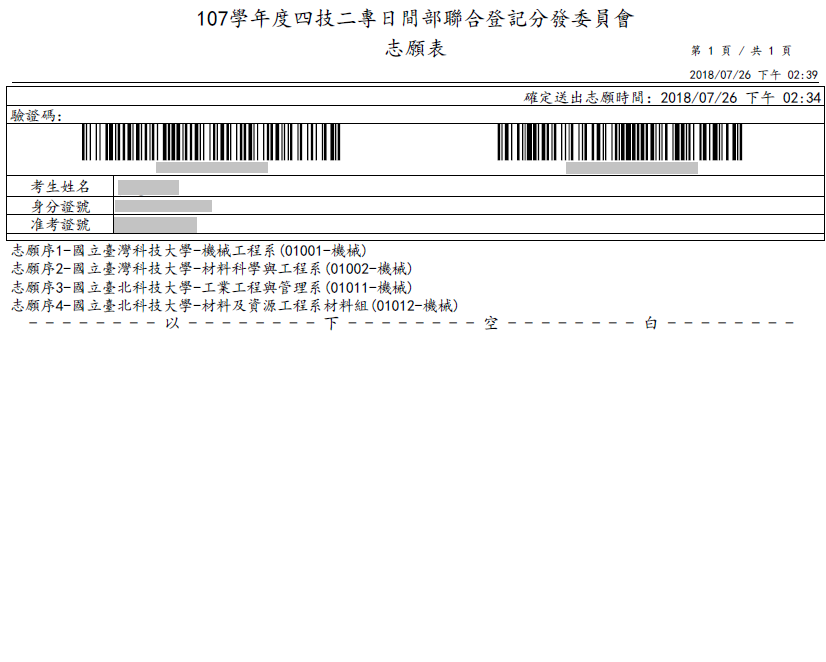 107學年度四技二專日間部聯合登記分發委員會
志願表
第 1 頁 / 共 1 頁
2018/07/26 下午 02:39
確定送出志願時間：2018/07/26 下午 02:34
驗證碼：
考生姓名
身分證號
准考證號
志願序1-國立臺灣科技大學-機械工程系(01001-機械)
志願序2-國立臺灣科技大學-材料科學與工程系(01002-機械)
志願序3-國立臺北科技大學-工業工程與管理系(01011-機械)
志願序4-國立臺北科技大學-材料及資源工程系材料組(01012-機械)
- - - - - - - - 以 - - - - - - - - 下 - - - - - - - - 空 - - - - - - - - 白 - - - - - - - -